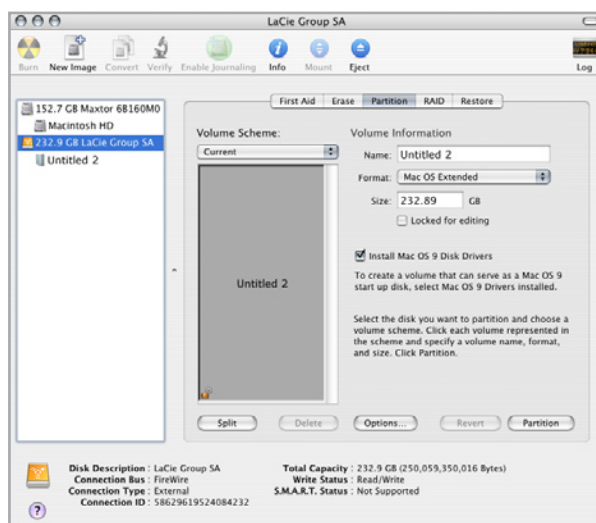 LaCie Group SA
Burn New Image Convert Verify Enable Journaling Info Mount Eject Log
152.7 GB Maxtor 6B160M0
Macintosh HD
232.9 GB LaCie Group SA
Untitled 2
First Aid Erase Partition RAID Restore
Volume Scheme:
Current
Untitled 2
Volume Information
Name: Untitled 2
Format: Mac OS Extended
Size: 232.89 GB
Locked for editing
Install Mac OS 9 Disk Drivers
To create a volume that can serve as a Mac OS 9
start up disk, select Mac OS 9 Drivers installed.
Select the disk you want to partition and choose a
volume scheme. Click each volume represented in
the scheme and specify a volume name, format,
and size. Click Partition.
Split Delete Options... Revert Partition
Disk Description : LaCie Group SA
Connection Bus : FireWire
Connection Type : External
Connection ID : 58629619524084232
Total Capacity : 232.9 GB (250,059,350,016 Bytes)
Write Status : Read/Write
S.M.A.R.T. Status : Not Supported
?